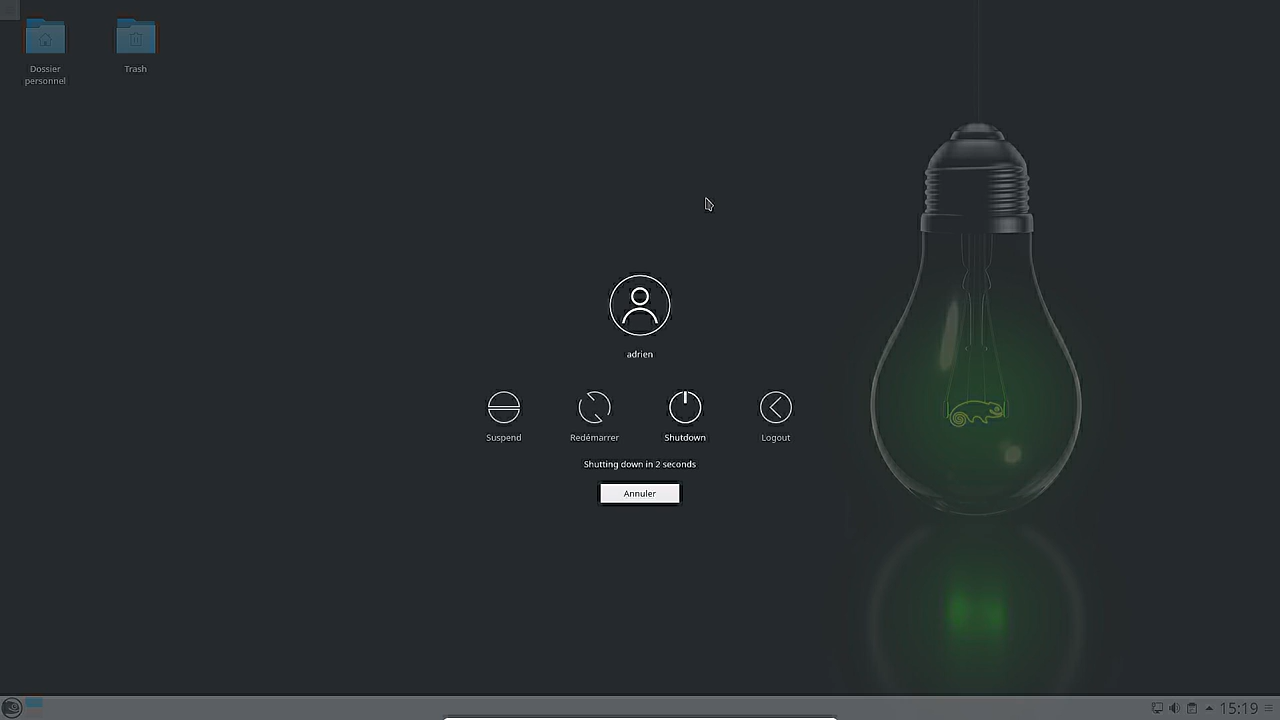 Dossier
personnel
Trash
adrien
Suspend
Redémarrer
Shutdown
Logout
Shutting down in 2 seconds
Annuler
15:19